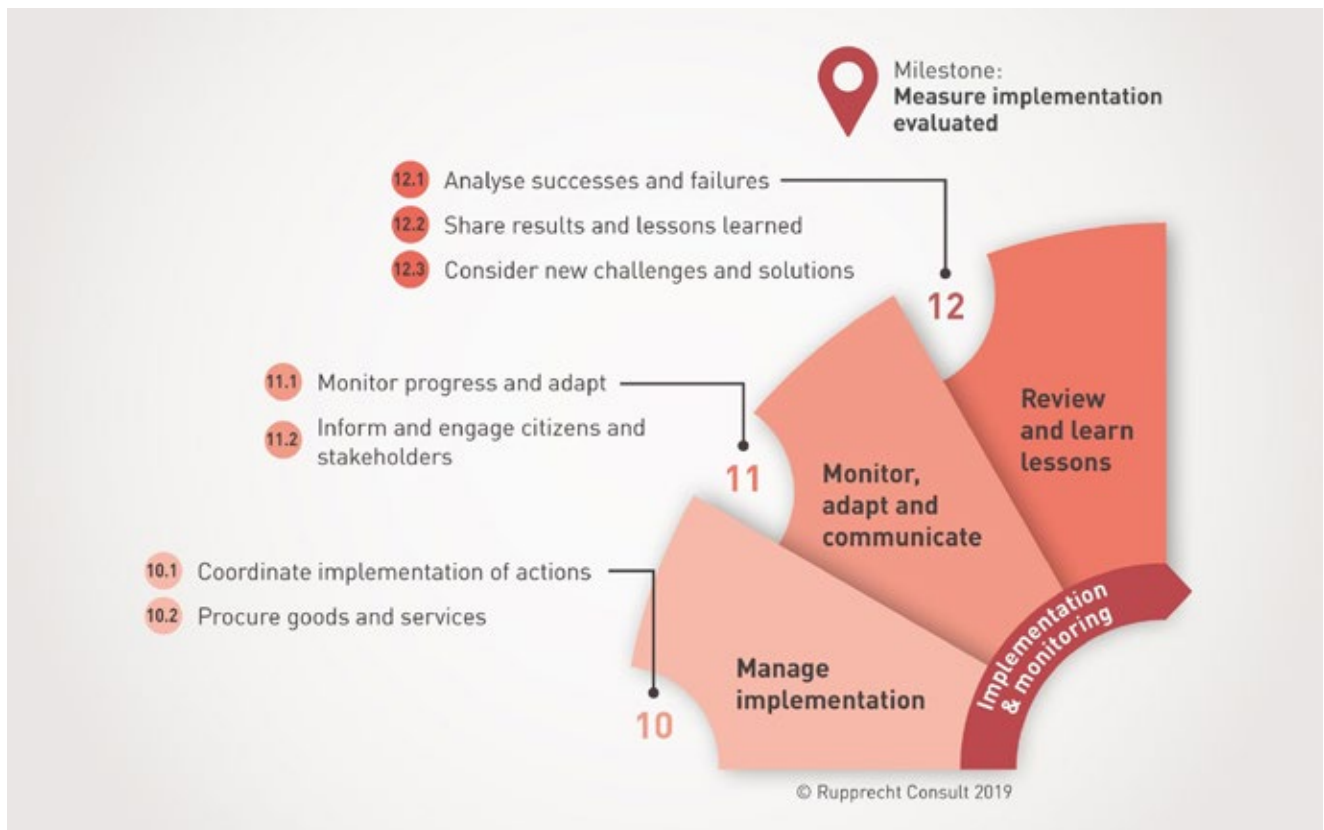 Milestone:
Measure implementation
evaluated
12.1 Analyse successes and failures
12.2 Share results and lessons learned
12.3 Consider new challenges and solutions
12
Review
and learn
lessons
11.1 Monitor progress and adapt
11.2 Inform and engage citizens and
stakeholders
11
Monitor,
adapt and
communicate
10.1 Coordinate implementation of actions
10.2 Procure goods and services
10
Manage
implementation
Implementation
& monitoring
© Rupprecht Consult 2019